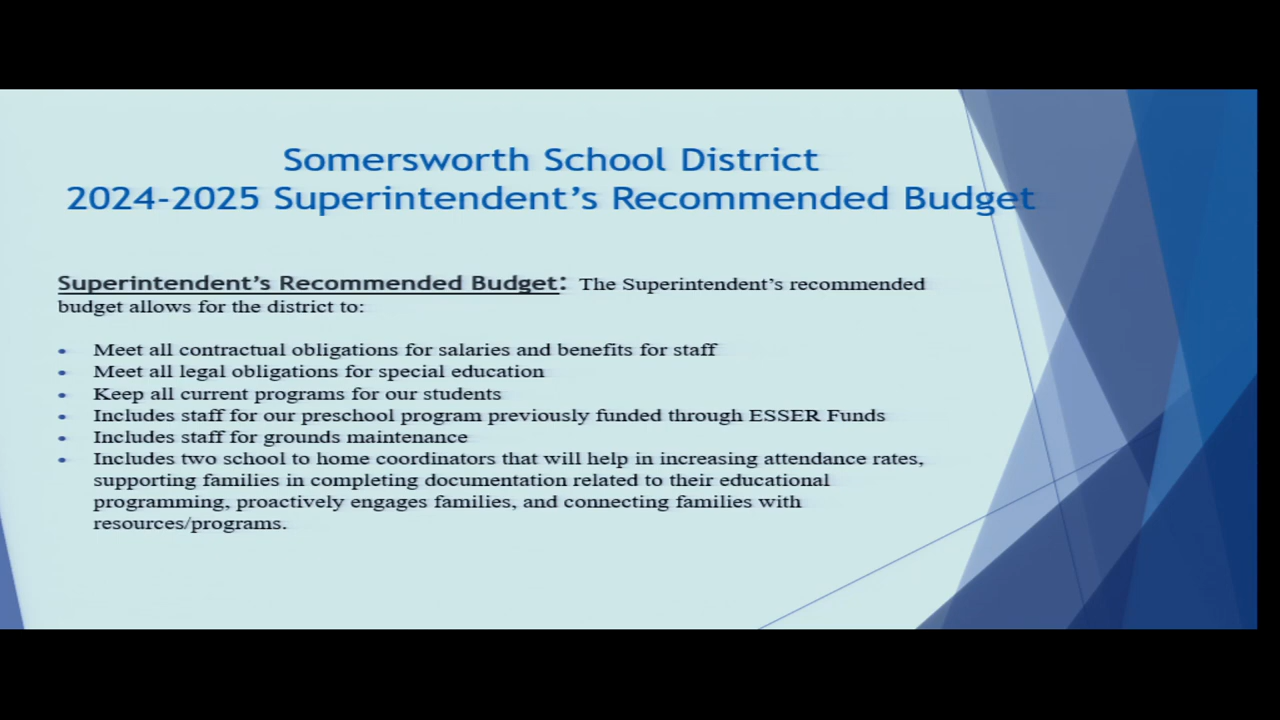 Somersworth School District
2024-2025 Superintendent’s Recommended Budget
Superintendent’s Recommended Budget: The Superintendent’s recommended
budget allows for the district to:
• Meet all contractual obligations for salaries and benefits for staff
• Meet all legal obligations for special education
• Keep all current programs for our students
• Includes staff for our preschool program previously funded through ESSER Funds
• Includes staff for grounds maintenance
• Includes two school to home coordinators that will help in increasing attendance rates,
supporting families in completing documentation related to their educational
programming, proactively engages families, and connecting families with
resources/programs.